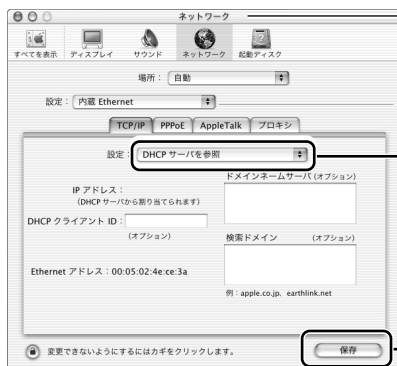 ネットワーク
すべてを表示 ディスプレイ サウンド ネットワーク 起動ディスク
場所： 自動
設定： 内蔵 Ethernet
TCP/IP PPPoE AppleTalk プロキシ
設定： DHCP サーバを参照
ドメインネームサーバ (オプション)
IP アドレス：
(DHCP サーバから割り当てられます)
DHCP クライアント ID：
(オプション)
検索ドメイン (オプション)
Ethernet アドレス：00:05:02:4e:ce:3a
例：apple.co.jp、earthlink.net
変更できないようにするにはカギをクリックします。
保存